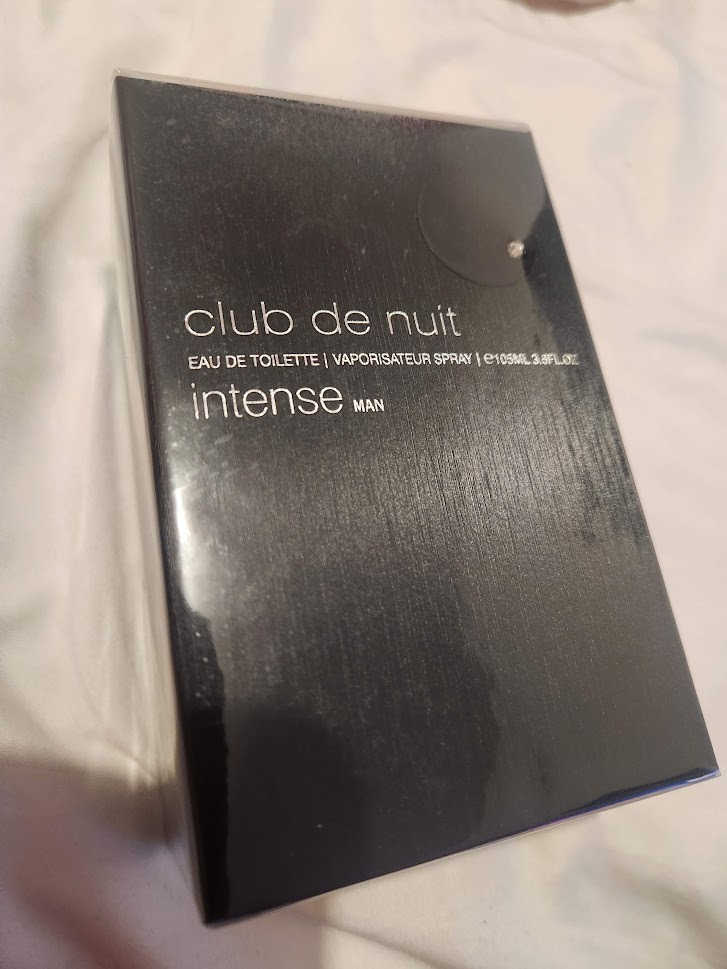 club de nuit
EAU DE TOILETTE | VAPORISATEUR SPRAY | ℮105ML 3.6FL.OZ
intense MAN